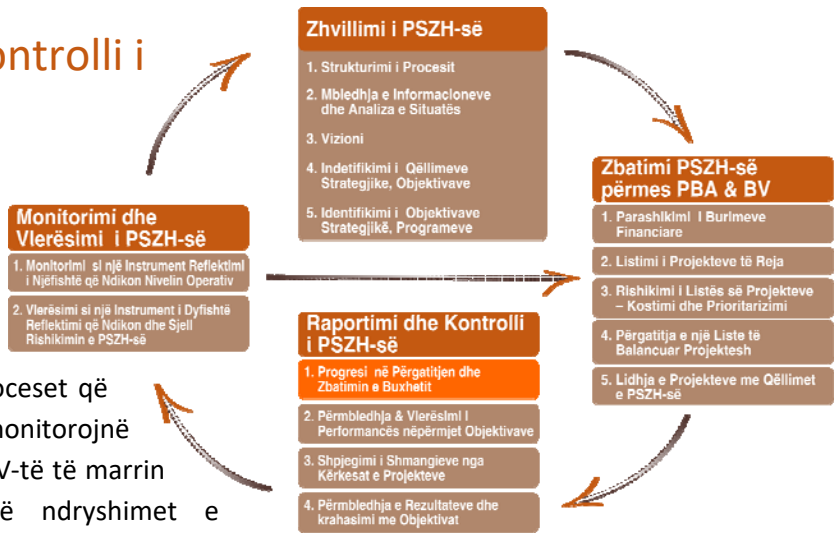 ontrolli i
Zhvillimi i PSZH-së
1. Strukturimi i Procesit
2. Mbledhja e Informacioneve
dhe Analiza e Situatës
3. Vizioni
4. Indetifikimi i Qëllimeve
Strategjike, Objektivave
5. Identifikimi i Objektivave
Strategjikë, Programeve
Zbatimi PSZH-së
përmes PBA & BV
1. Parashikimi i Burimeve
Financiare
2. Listimi i Projekteve të Reja
3. Rishikimi i Listës së Projekteve
– Kostimi dhe Prioritarizimi
4. Përgatitja e një Liste të
Balancuar Projektesh
5. Lidhja e Projekteve me Qëllimet
e PSZH-së
Monitorimi dhe
Vlerësimi i PSZH-së
1. Monitorimi si një Instrument Reflektimi
i Njëfishtë që Ndikon Nivelin Operativ
2. Vlerësimi si një Instrument i Dyfishtë
Reflektimi që Ndikon dhe Sjell
Rishikimin e PSZH-së
Raportimi dhe Kontrolli
i PSZH-së
1. Progresi në Përgatitjen dhe
Zbatimin e Buxhetit
2. Përmbledhja & Vlerësimi i
Performancës nëpërmjet Objektivave
3. Shpjegimi i Shmangieve nga
Kërkesat e Projekteve
4. Përmbledhja e Rezultateve dhe
krahasimi me Objektivat
oceset që
monitorojnë
V-të të marrin
ë ndryshimet e